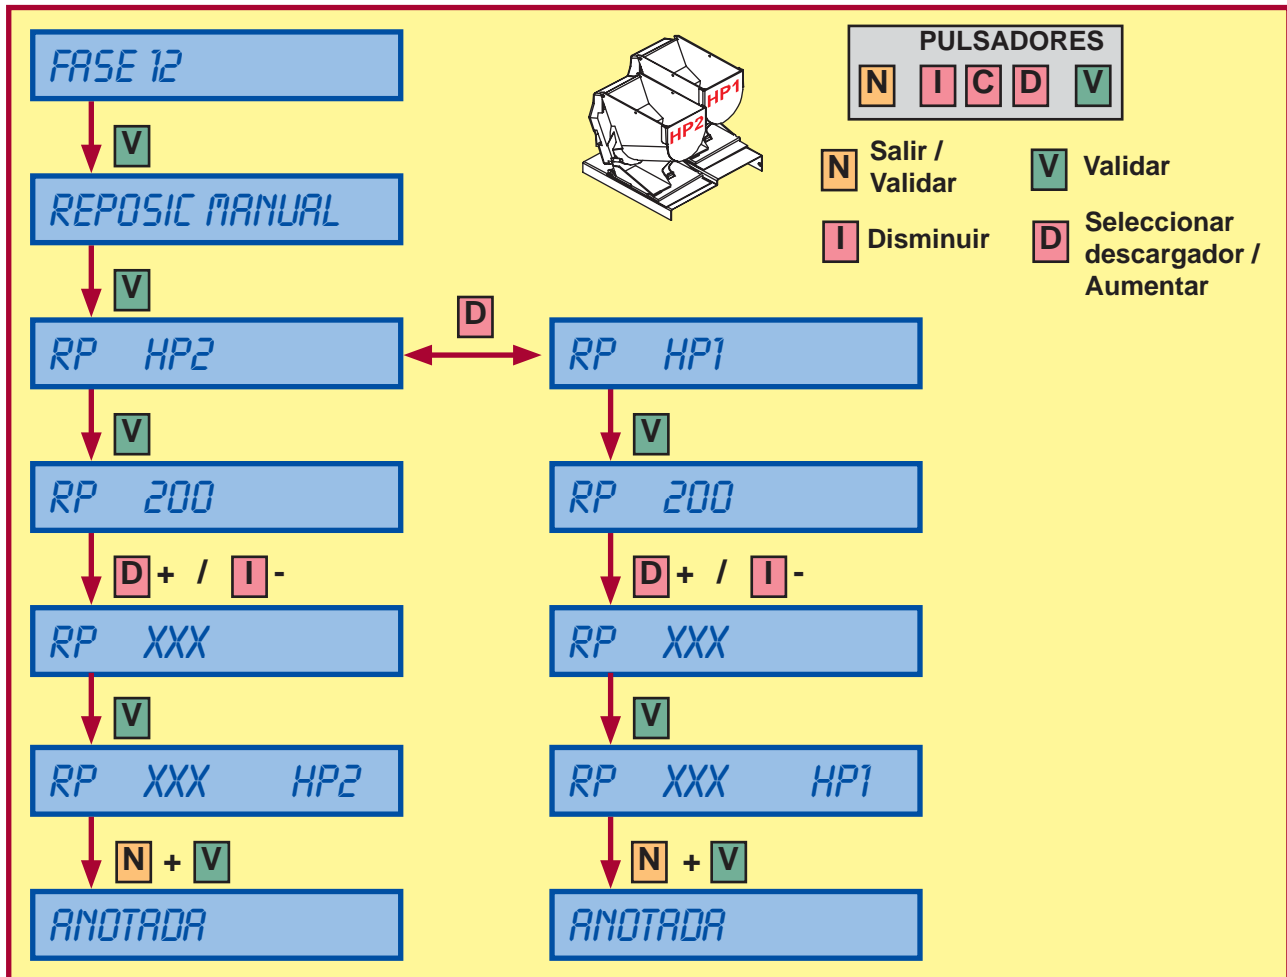 FASE 12
V
REPOSIC MANUAL
V
RP HP2
V
RP 200
D + / I -
RP XXX
V
RP XXX HP2
N + V
ANOTADA
D
RP HP1
V
RP 200
D + / I -
RP XXX
V
RP XXX HP1
N + V
ANOTADA
HP1
HP2
PULSADORES
N I C D V
N Salir /
Validar
V Validar
I Disminuir
D Seleccionar
descargador /
Aumentar